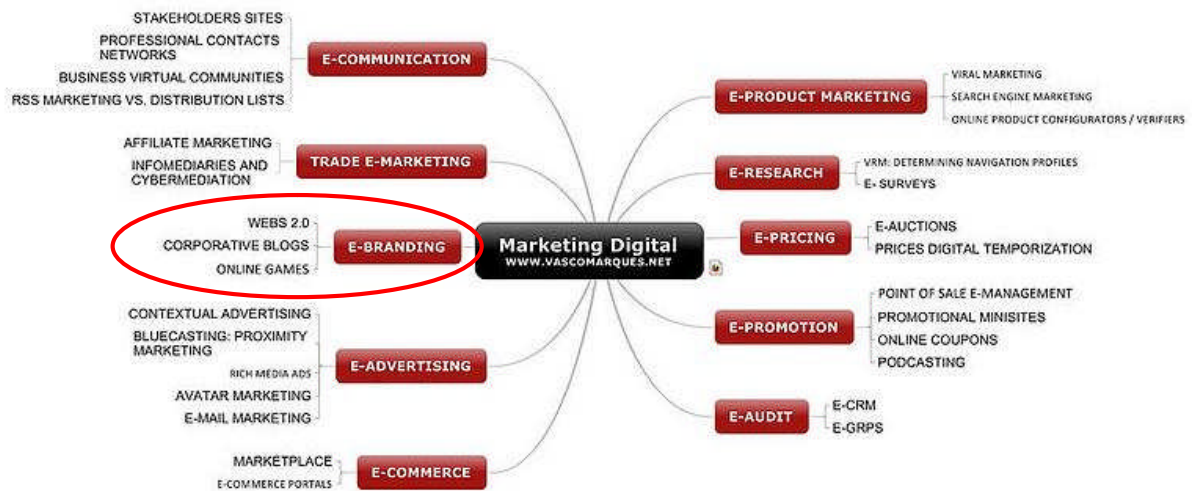 STAKEHOLDERS SITES
PROFESSIONAL CONTACTS
NETWORKS
BUSINESS VIRTUAL COMMUNITIES
RSS MARKETING VS. DISTRIBUTION LISTS
E-COMMUNICATION
AFFILIATE MARKETING
INFOMEDIARIES AND
CYBERMEDIATION
TRADE E-MARKETING
WEBS 2.0
CORPORATIVE BLOGS
ONLINE GAMES
E-BRANDING
CONTEXTUAL ADVERTISING
BLUECASTING: PROXIMITY
MARKETING
RICH MEDIA ADS
AVATAR MARKETING
E-MAIL MARKETING
E-ADVERTISING
MARKETPLACE
E-COMMERCE PORTALS
E-COMMERCE
Marketing Digital
WWW.VASCOMARQUES.NET
E-PRODUCT MARKETING
VIRAL MARKETING
SEARCH ENGINE MARKETING
ONLINE PRODUCT CONFIGURATORS / VERIFIERS
E-RESEARCH
VRM: DETERMINING NAVIGATION PROFILES
E- SURVEYS
E-PRICING
E-AUCTIONS
PRICES DIGITAL TEMPORIZATION
E-PROMOTION
POINT OF SALE E-MANAGEMENT
PROMOTIONAL MINISITES
ONLINE COUPONS
PODCASTING
E-AUDIT
E-CRM
E-GRPS